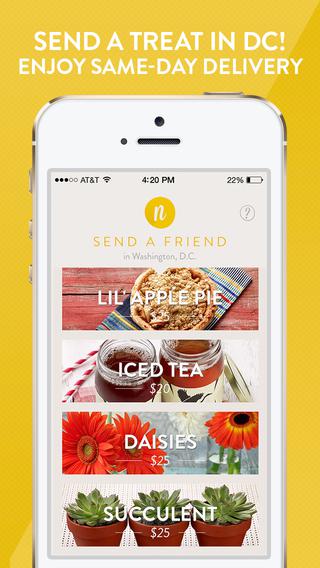 SEND A TREAT IN DC!
ENJOY SAME-DAY DELIVERY
AT&T 4:20 PM 22%
n
?
SEND A FRIEND
in Washington, D.C.
LIL' APPLE PIE
$25
ICED TEA
$20
DAISIES
$25
SUCCULENT
$25